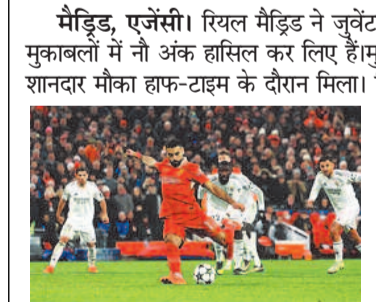 मैड्रिड, एजेंसी। रियल मैड्रिड ने जुवेंट
मुकाबलों में नौ अंक हासिल कर लिए हैं।मु
शानदार मौका हाफ-टाइम के दौरान मिला।